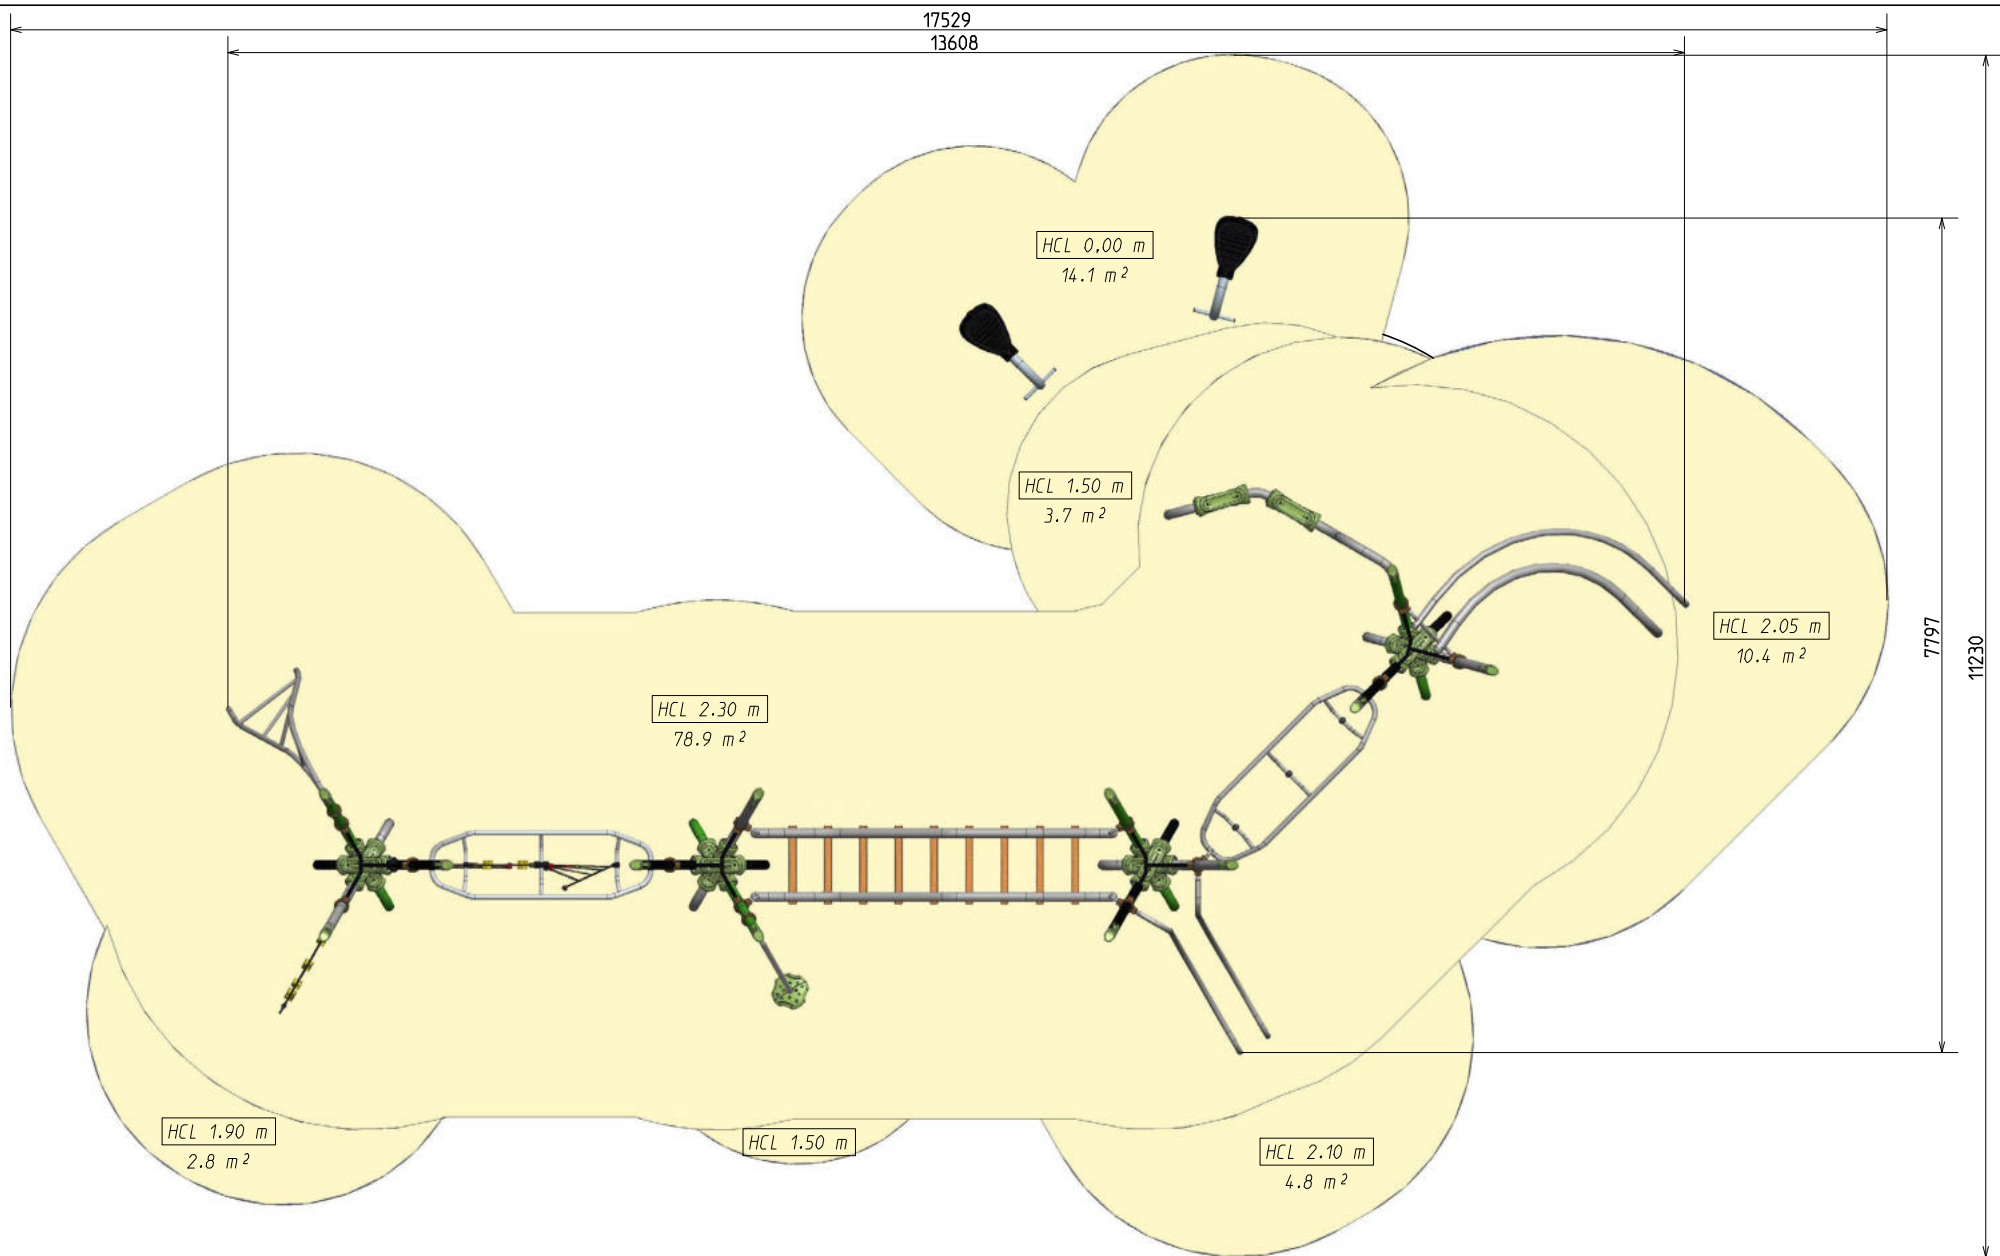 17529
13608
HCL 0.00 m
14.1 m²
HCL 1.50 m
3.7 m²
HCL 2.05 m
10.4 m²
7797
11230
HCL 2.30 m
78.9 m²
HCL 1.90 m
2.8 m²
HCL 1.50 m
HCL 2.10 m
4.8 m²